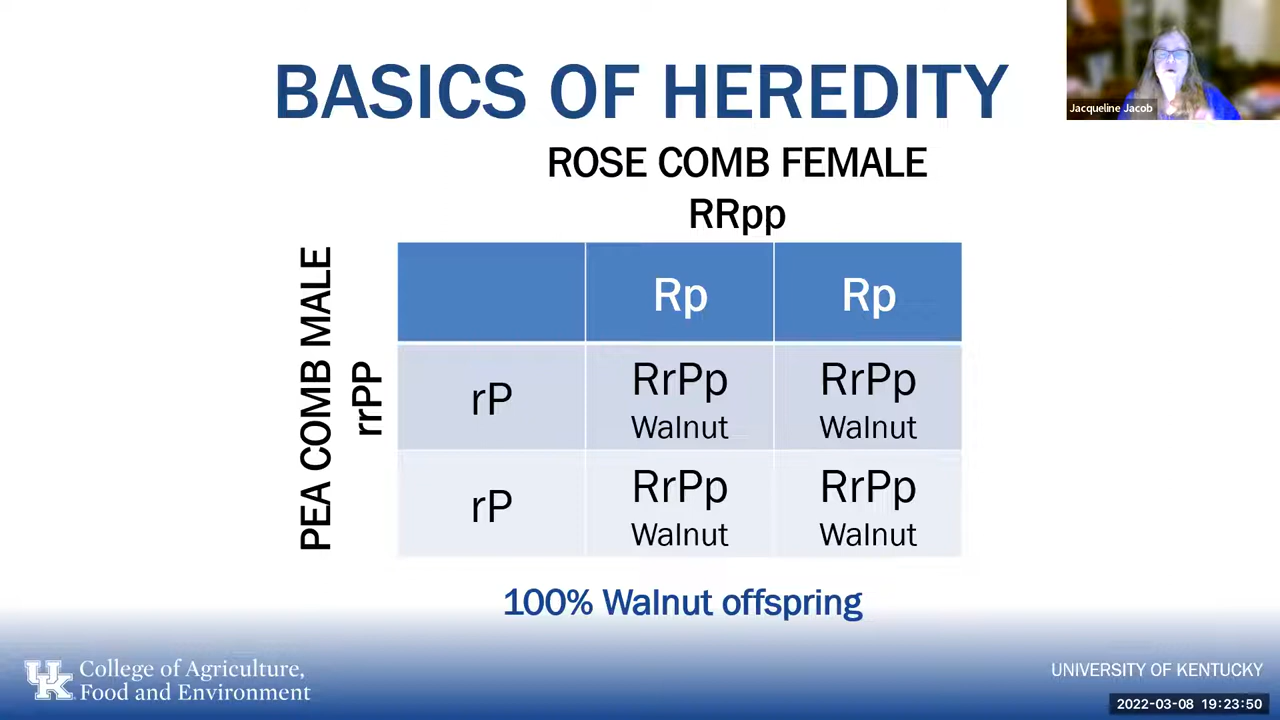 Jacqueline Jacob
BASICS OF HEREDITY
ROSE COMB FEMALE
RRpp
PEA COMB MALE
rrPP
Rp Rp
rP RrPp RrPp
Walnut Walnut
rP RrPp RrPp
Walnut Walnut
100% Walnut offspring
UK College of Agriculture,
Food and Environment
UNIVERSITY OF KENTUCKY
2022-03-08 19:23:50